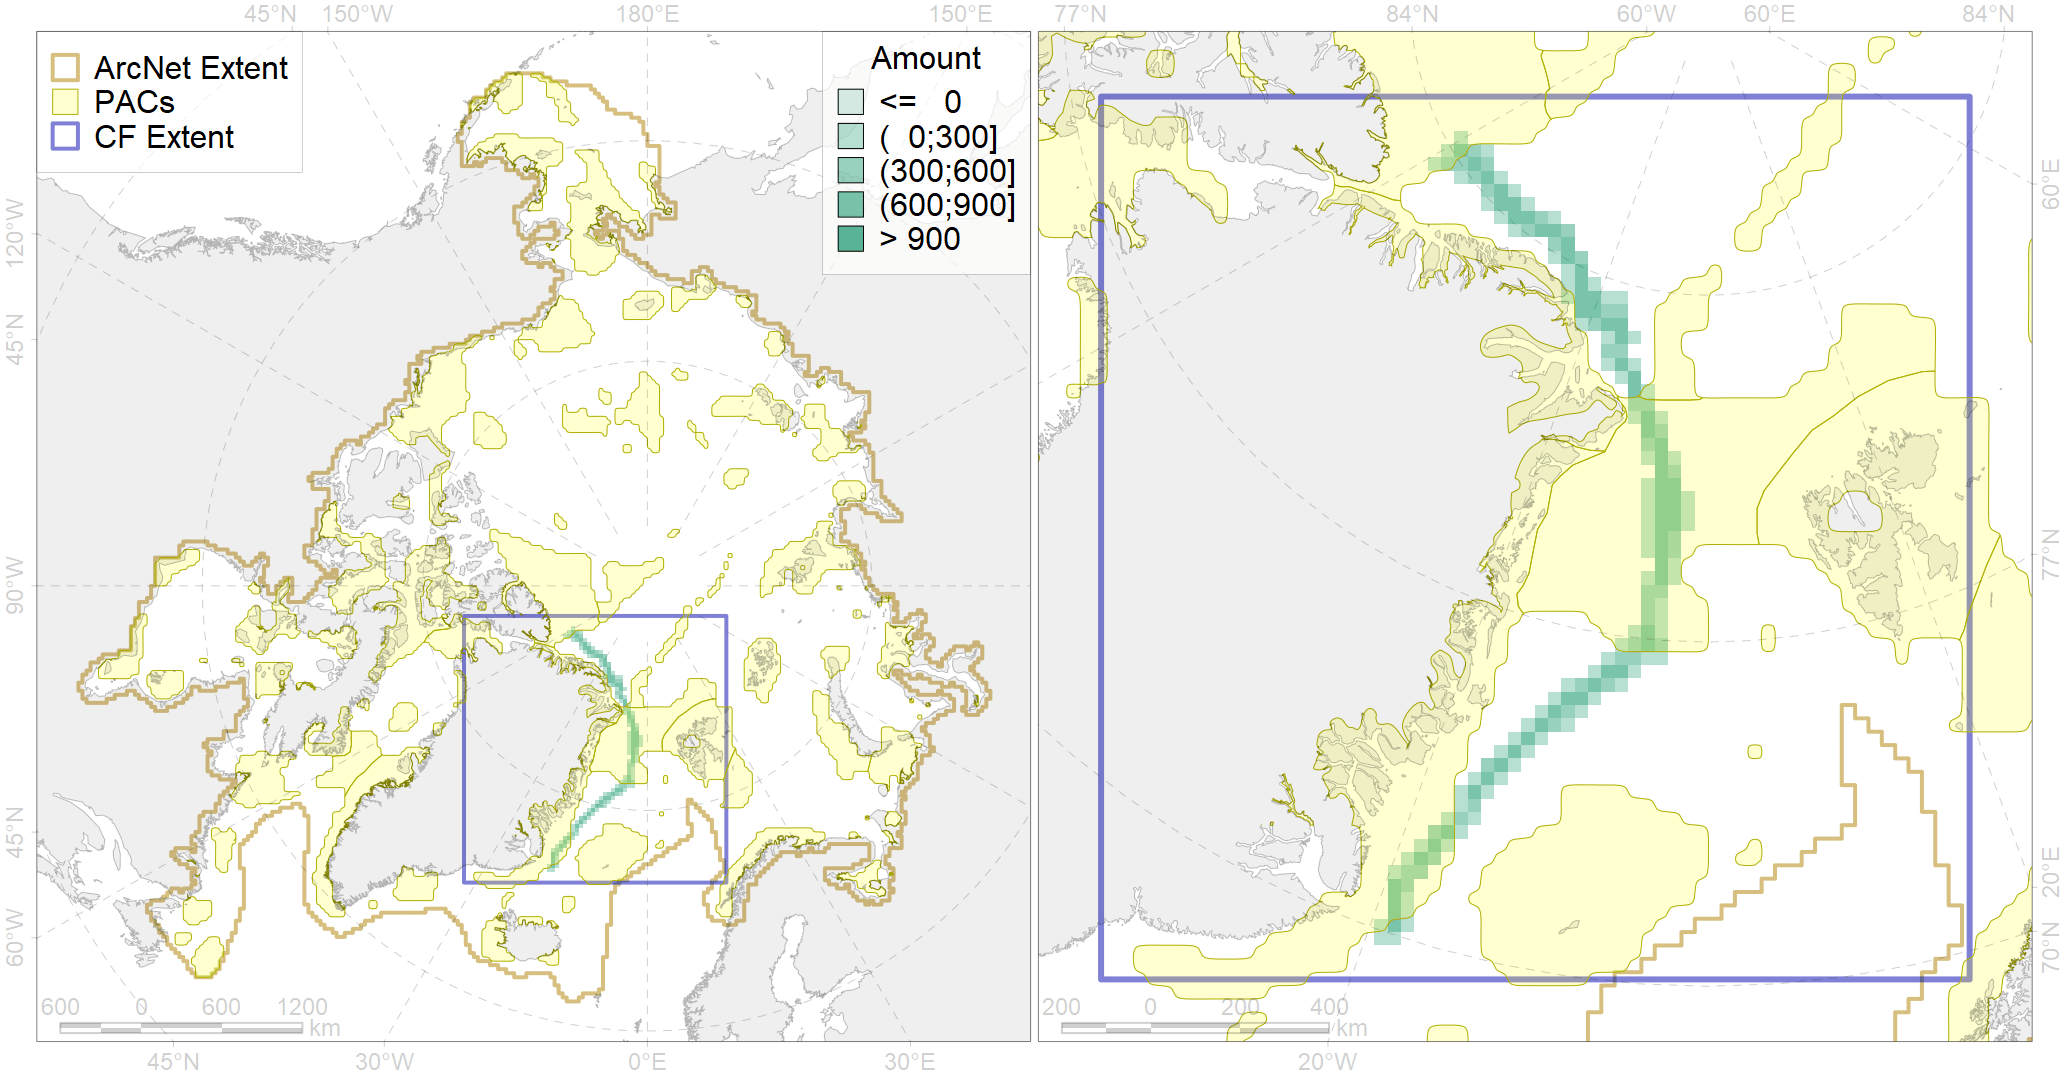 45°N 150°W 180°E 150°E 77°N 84°N 60°W 60°E 84°N
ArcNet Extent
PACs
CF Extent
Amount
<= 0
( 0;300]
(300;600]
(600;900]
> 900
120°W
45°N
90°W
45°N
60°W
60°E
77°N
20°E
70°N
600 0 600 1200
km
200 0 200 400
km
45°N 30°W 0°E 30°E 20°W